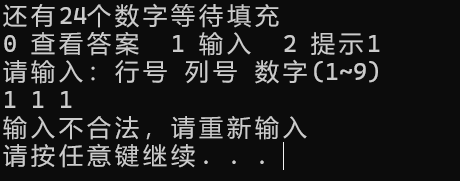 还有24个数字等待填充
0 查看答案  1 输入  2 提示1
请输入: 行号 列号 数字(1~9)
1 1 1
输入不合法, 请重新输入
请按任意键继续. . .